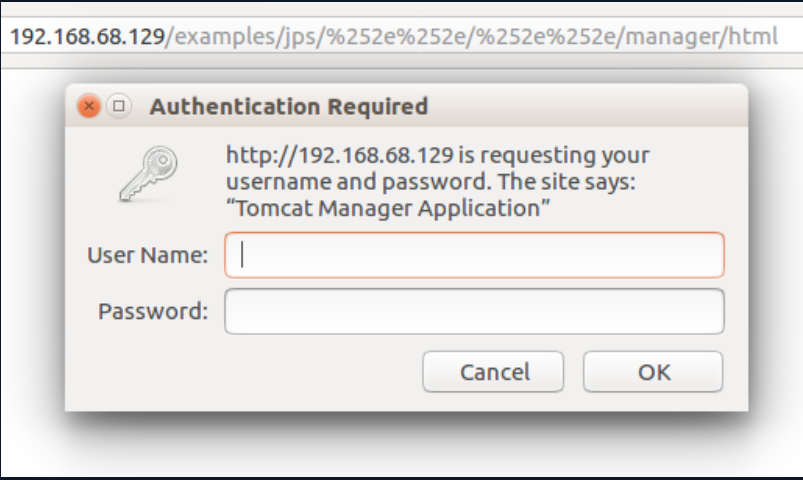 192.168.68.129/examples/jps/%252e%252e/%252e%252e/manager/html
Authentication Required
http://192.168.68.129 is requesting your
username and password. The site says:
“Tomcat Manager Application”
User Name:
Password:
Cancel OK